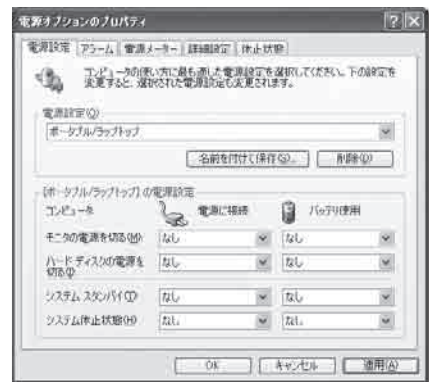 電源オプションのプロパティ
電源設定 アラーム 電源メーター 詳細設定 休止状態
コンピュータの使い方に最も適した電源設定を選択してください。下の設定を
変更すると、選択された電源設定も変更されます。
電源設定(O)
ポータブル/ラップトップ
名前を付けて保存(S)... 削除(D)
[ポータブル/ラップトップ] の電源設定
コンピュータ 電源に接続 バッテリ使用
モニタの電源を切る(M): なし なし
ハード ディスクの電源を なし なし
切る(I):
システム スタンバイ(T): なし なし
システム休止状態(H): なし なし
OK キャンセル 適用(A)